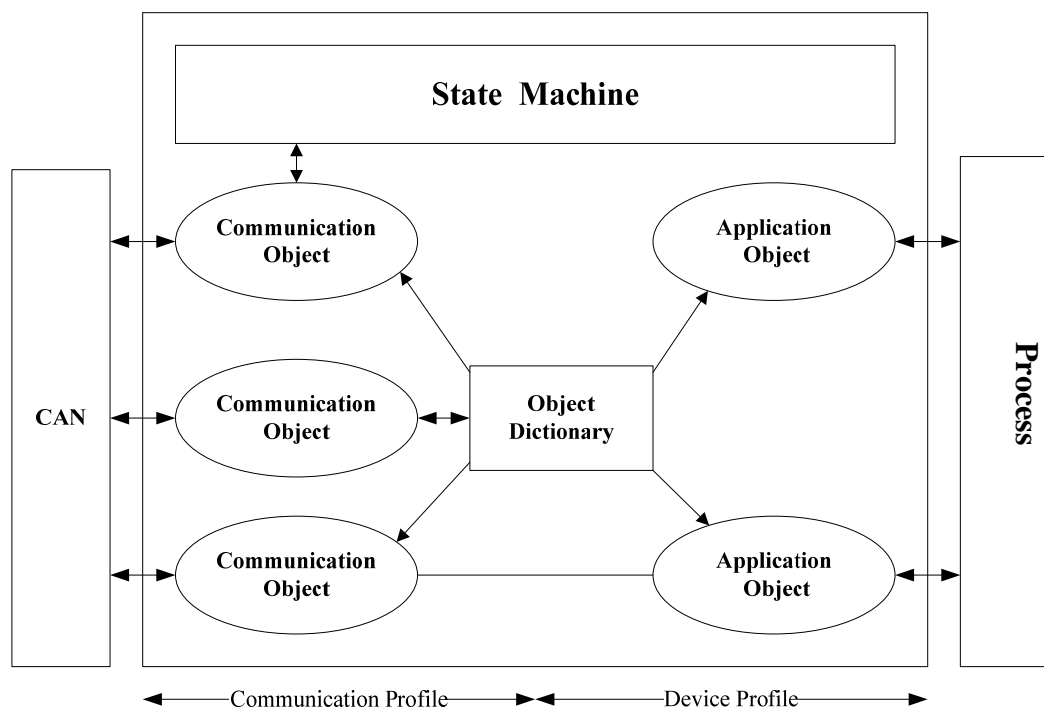 State Machine
Communication
Object
Application
Object
CAN
Communication
Object
Object
Dictionary
Process
Communication
Object
Application
Object
Communication Profile
Device Profile